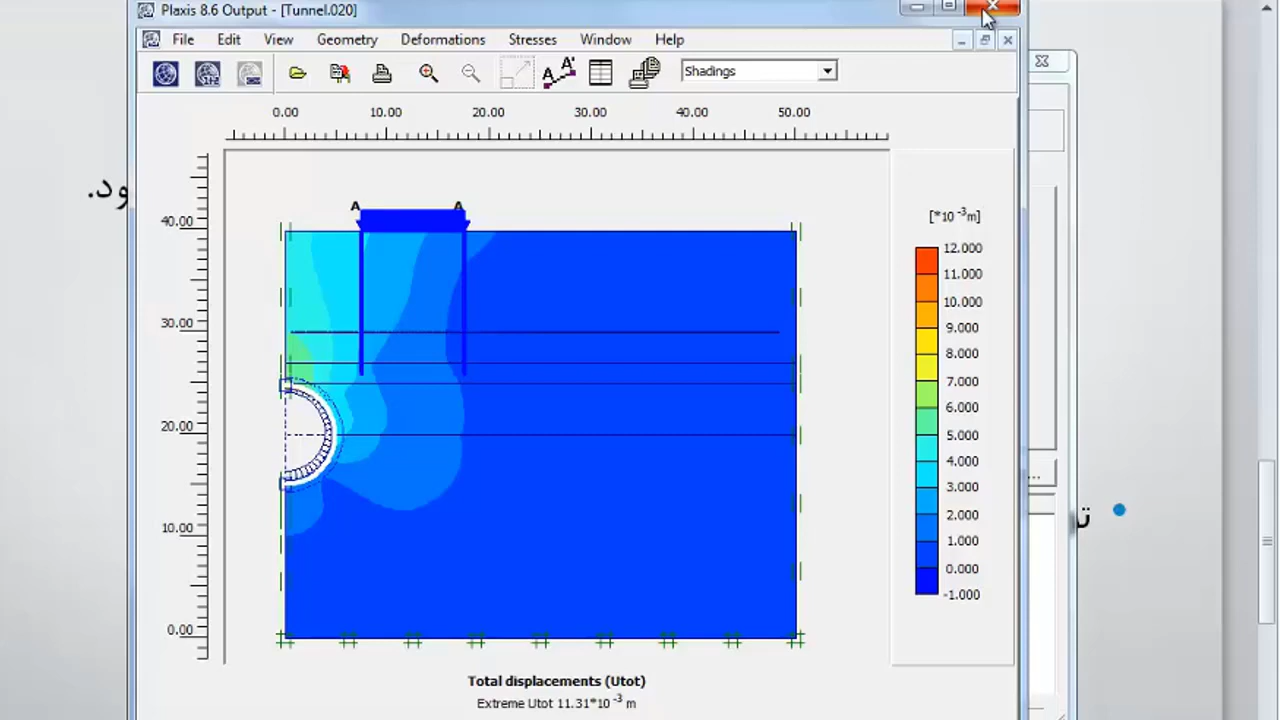 Plaxis 8.6 Output - [Tunnel.020]
File Edit View Geometry Deformations Stresses Window Help
Shadings
0.00 10.00 20.00 30.00 40.00 50.00
A A
40.00
30.00
20.00
10.00
0.00
[*10 -3 m]
12.000
11.000
10.000
9.000
8.000
7.000
6.000
5.000
4.000
3.000
2.000
1.000
0.000
-1.000
Total displacements (Utot)
Extreme Utot 11.31*10 -3 m
...